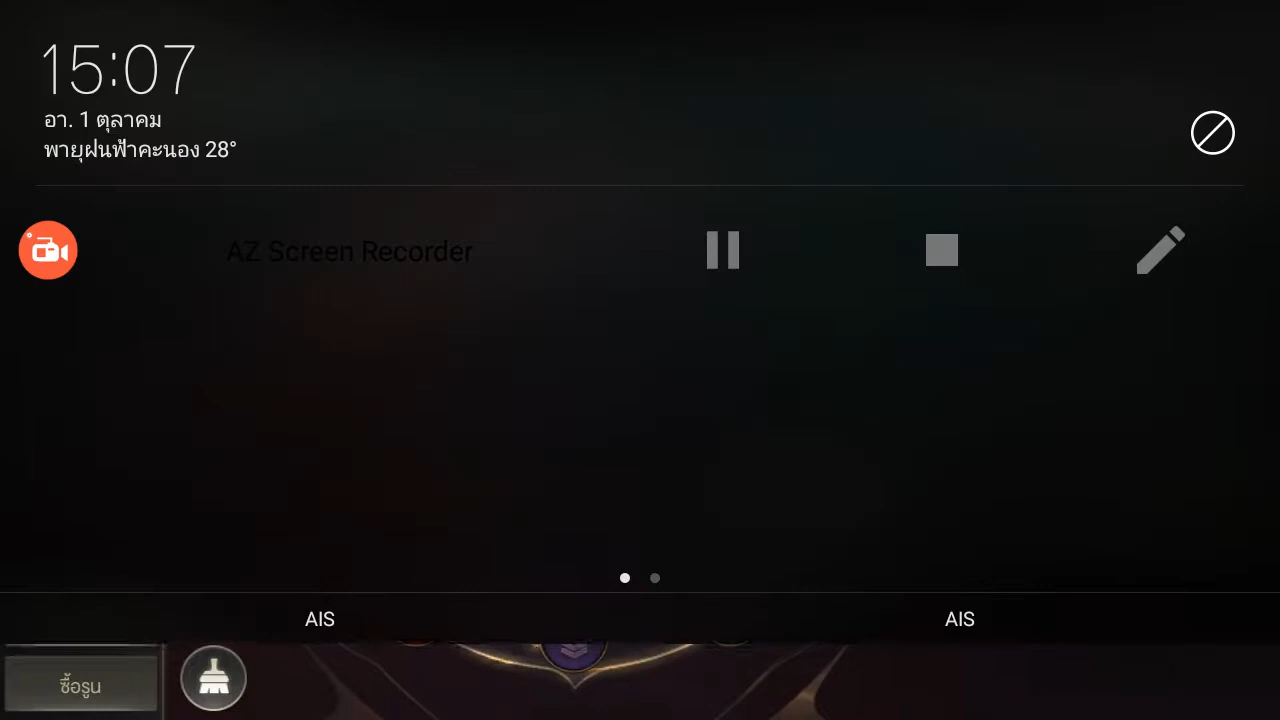 15:07
อา. 1 ตุลาคม
พายุฝนฟ้าคะนอง 28°
AZ Screen Recorder
AIS
AIS
ซื้อรูน